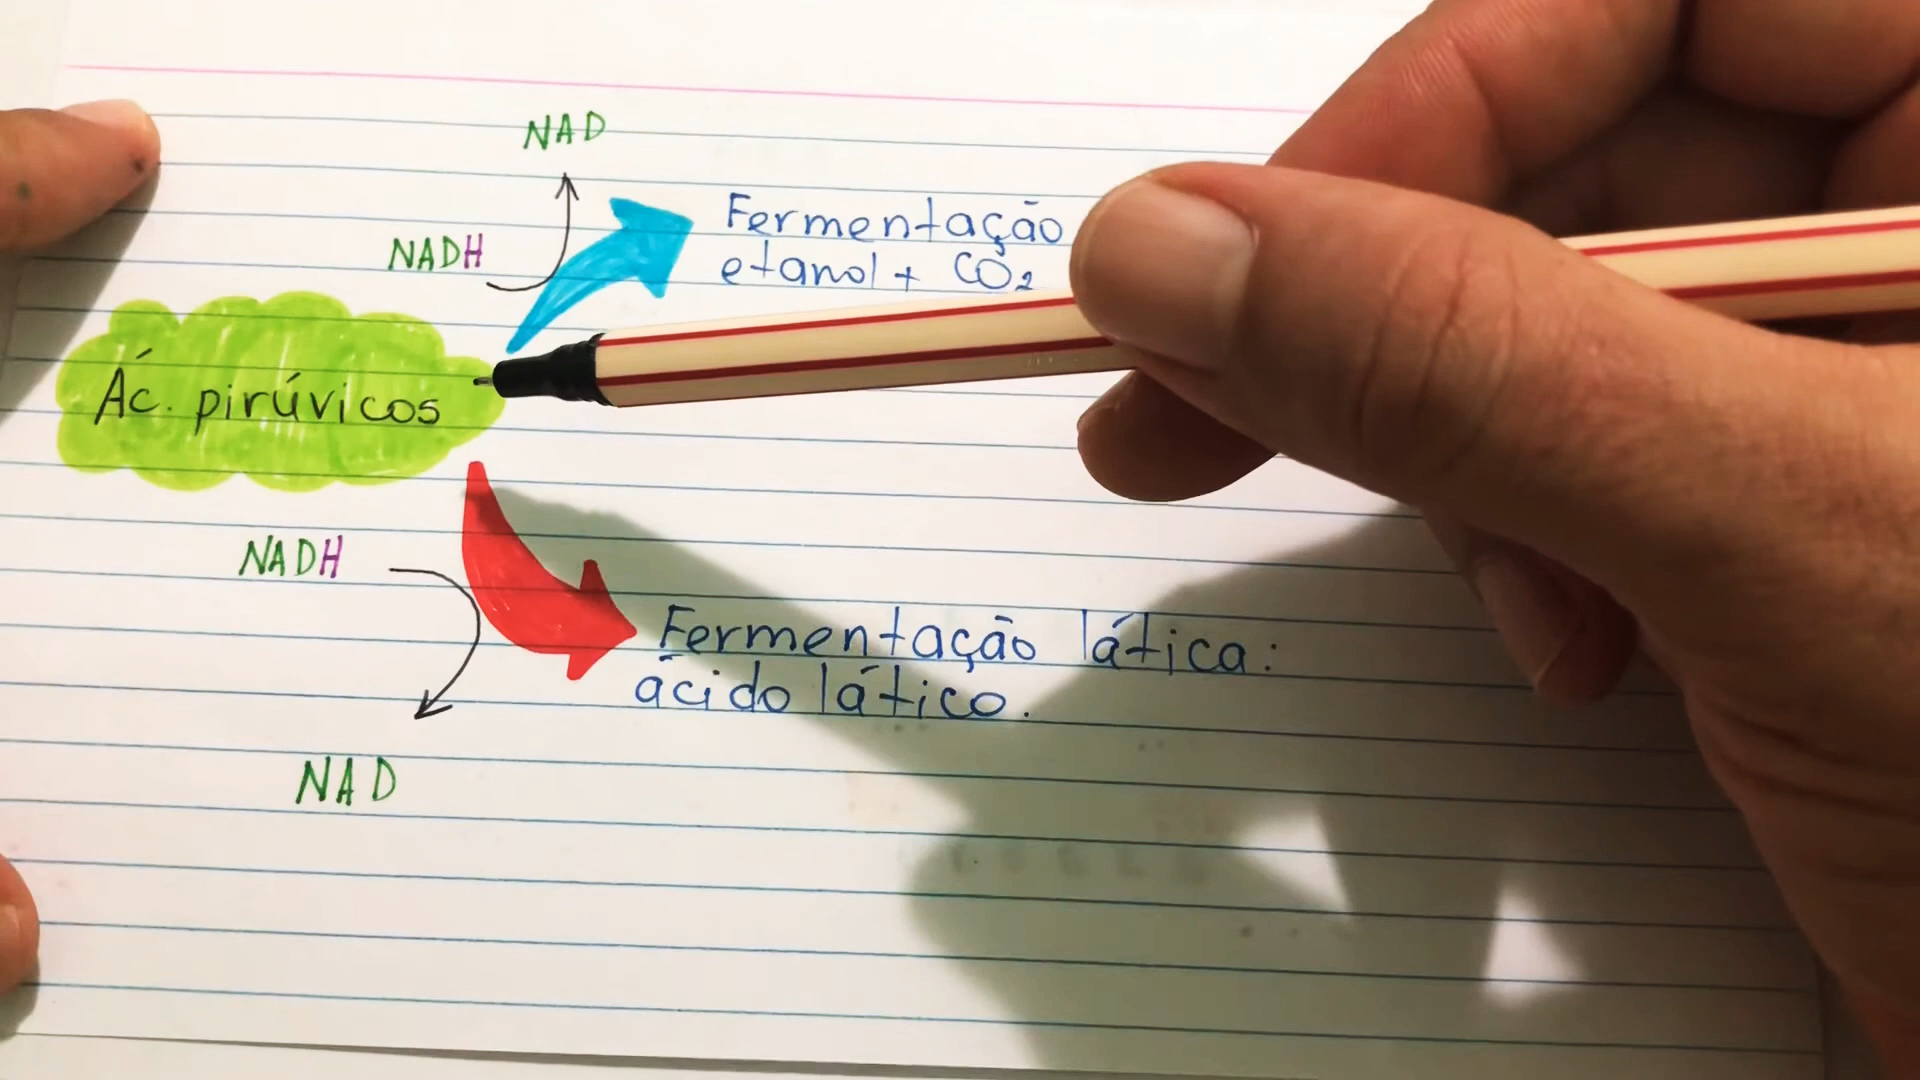 NAD
NADH
Fermentação
etanol + CO₂
Ác. pirúvicos
NADH
Fermentação lática:
ácido lático.
NAD